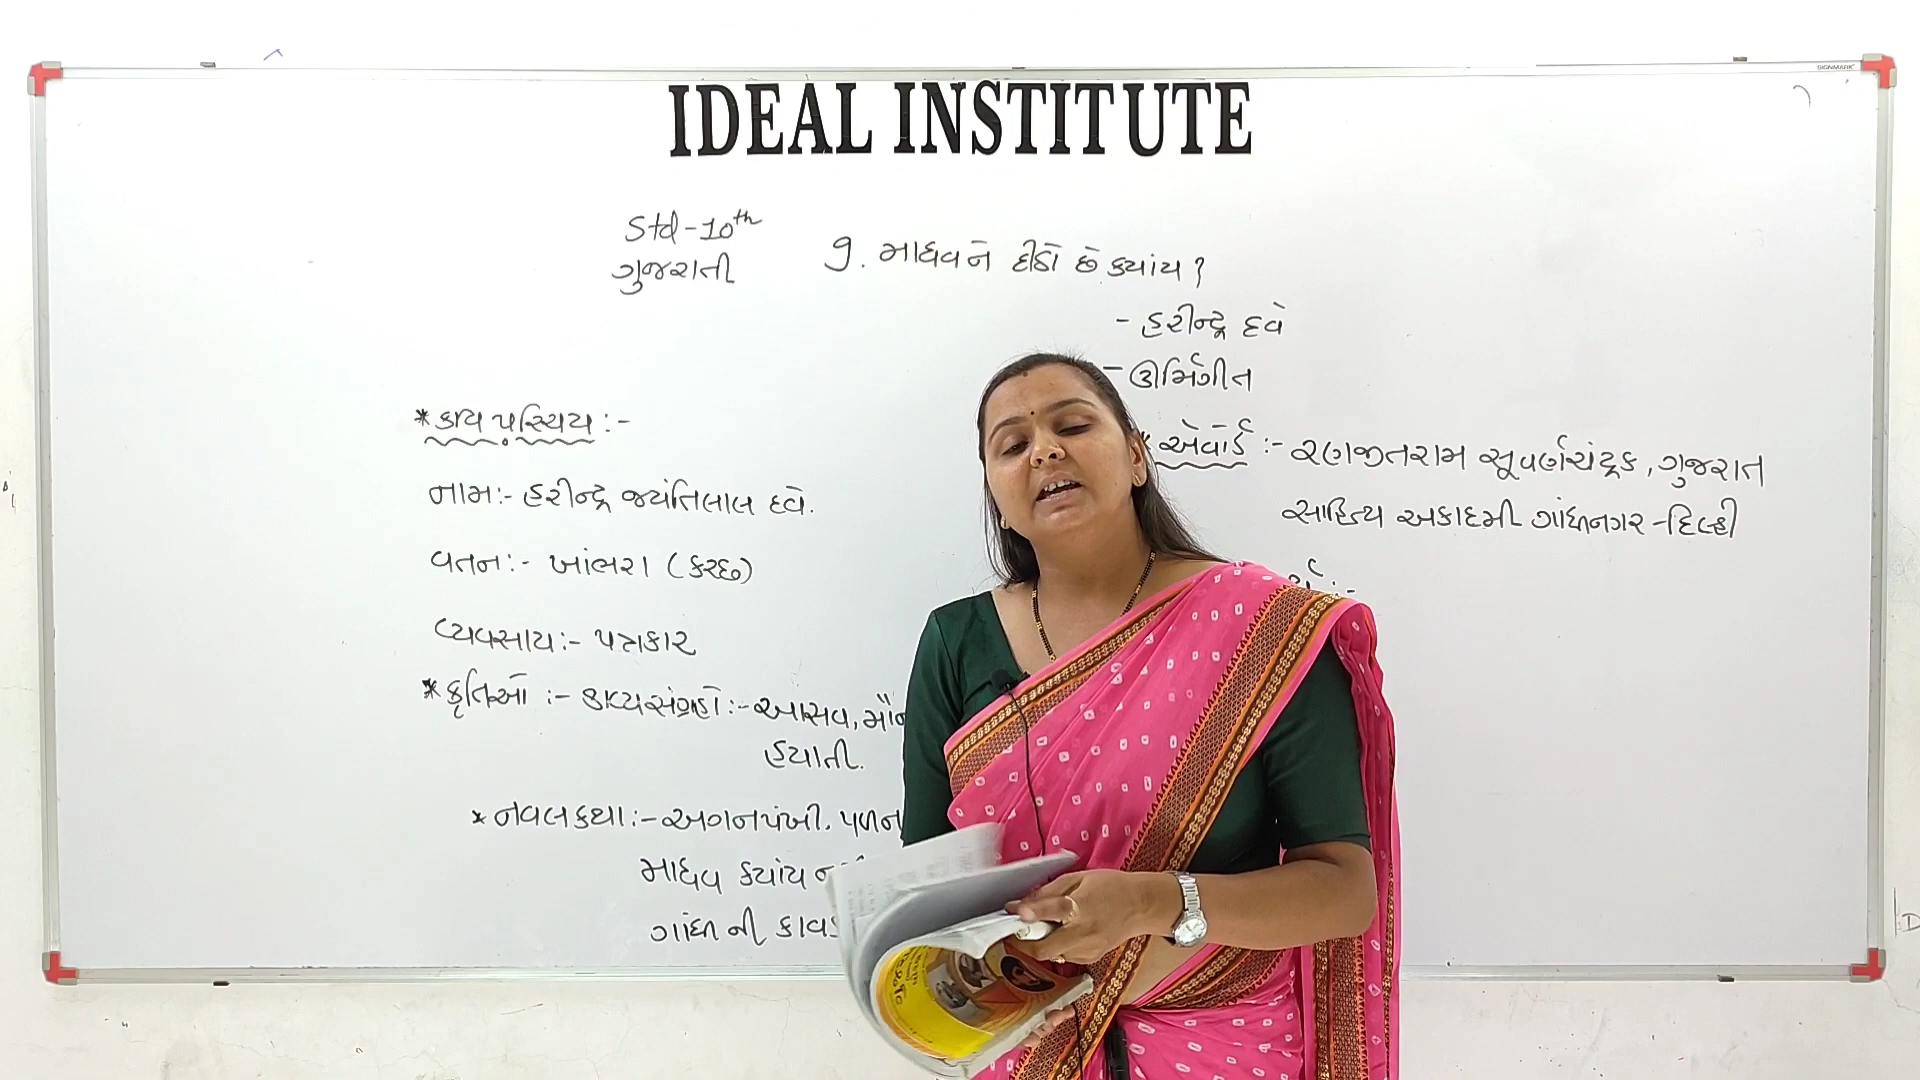 SIGNMARK
IDEAL INSTITUTE
Std-10th
ગુજરાતી
9. માધવને દીઠો છે ક્યાંય?
- હરીન્દ્ર દવે
- ઊર્મિગીત
*કાવ્ય પરિચય :-
નામ:- હરીન્દ્ર જયંતિલાલ દવે.
વતન:- ખાંભરા (કચ્છ)
વ્યવસાય:- પત્રકાર
*કૃતિઓ :- કાવ્યસંગ્રહો:- આસવ, મૌન
હયાતી.
* નવલકથા:- અગનપંખી. પળન
માધવ ક્યાંય ન
ગાંધી ની કાવ
* એવોર્ડ :- રણજીતરામ સૂવર્ણચંદ્રક, ગુજરાત
સાહિત્ય અકાદમી ગાંધીનગર -દિલ્હી